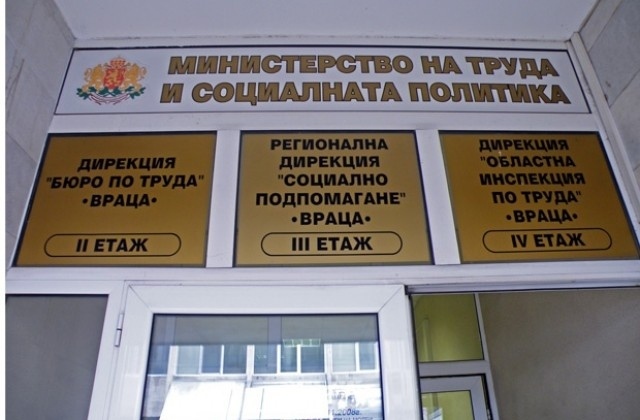 МИНИСТЕРСТВО НА ТРУДА
И СОЦИАЛНАТА ПОЛИТИКА
ДИРЕКЦИЯ
"БЮРО ПО ТРУДА"
•ВРАЦА•
II ЕТАЖ
РЕГИОНАЛНА
ДИРЕКЦИЯ
"СОЦИАЛНО
ПОДПОМАГАНЕ"
•ВРАЦА•
III ЕТАЖ
ДИРЕКЦИЯ
"ОБЛАСТНА
ИНСПЕКЦИЯ
ПО ТРУДА"
•ВРАЦА•
IV ЕТАЖ